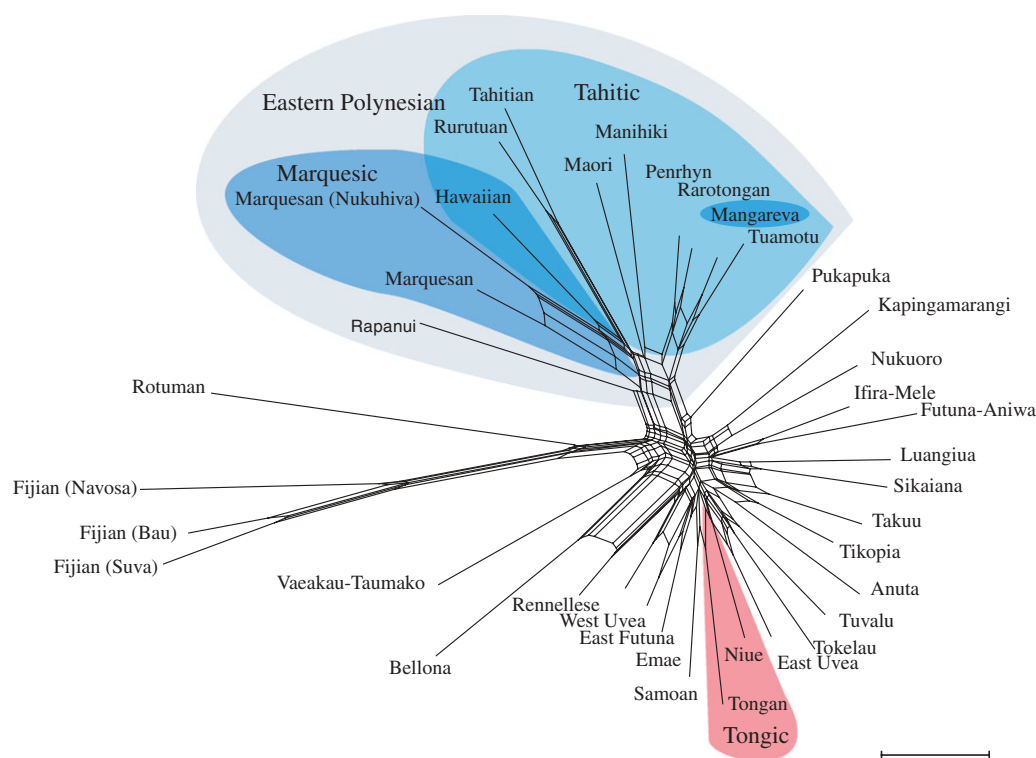 Tahitian
Tahitic
Eastern Polynesian
Rurutuan
Manihiki
Maori
Penrhyn
Marquesic
Rarotongan
Marquesan (Nukuhiva)
Hawaiian
Mangareva
Tuamotu
Marquesan
Pukapuka
Kapingamarangi
Rapanui
Nukuoro
Rotuman
Ifira-Mele
Futuna-Aniwa
Luangiua
Fijian (Navosa)
Sikaiana
Takuu
Fijian (Bau)
Tikopia
Fijian (Suva)
Vaeakau-Taumako
Anuta
Rennellese
Tuvalu
West Uvea
East Futuna
Tokelau
Niue
East Uvea
Bellona
Emae
Samoan
Tongan
Tongic